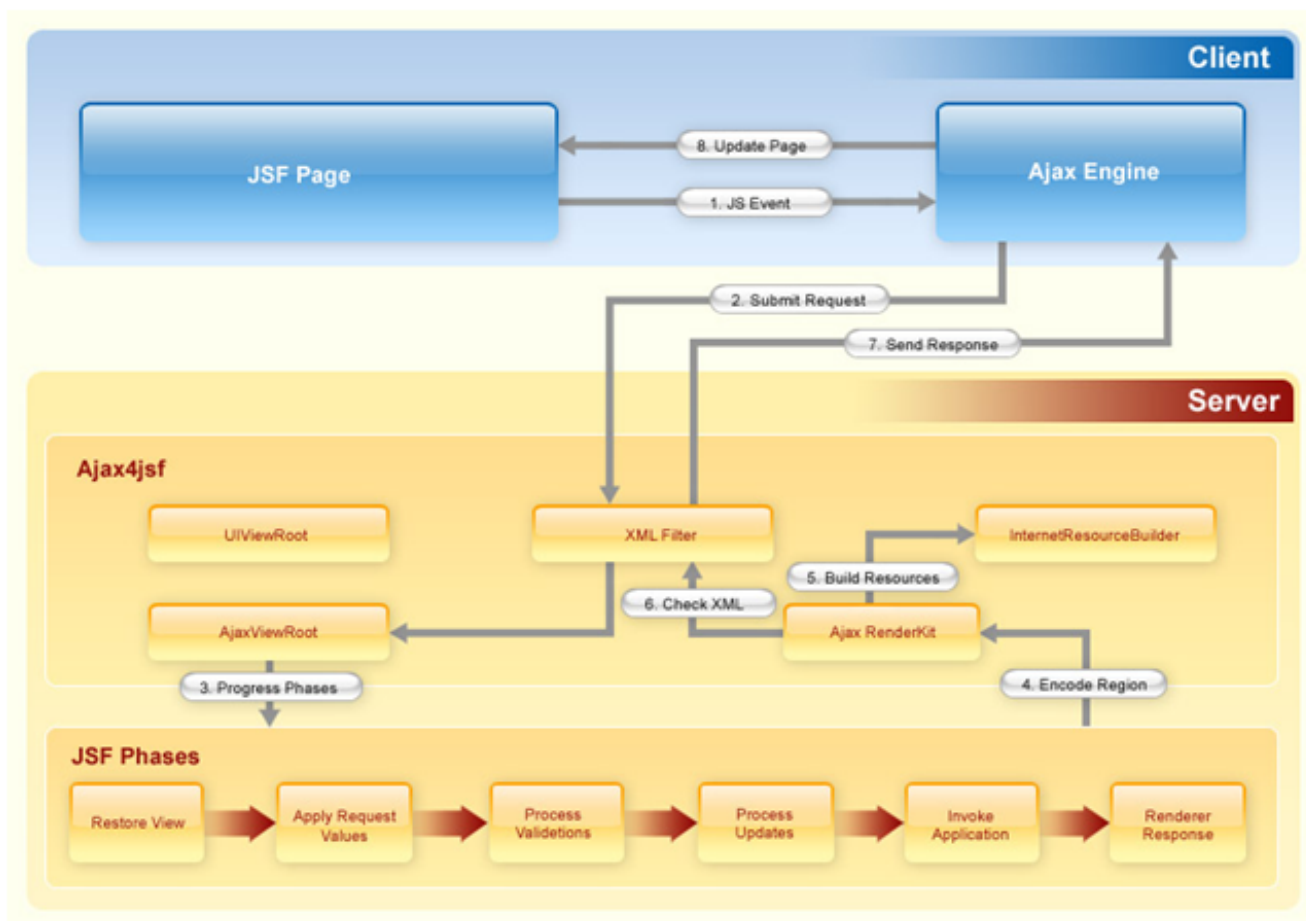 Client
JSF Page
8. Update Page
1. JS Event
Ajax Engine
2. Submit Request
7. Send Response
Server
Ajax4jsf
UIViewRoot
XML Filter
InternetResourceBuilder
5. Build Resources
6. Check XML
AjaxViewRoot
Ajax RenderKit
3. Progress Phases
4. Encode Region
JSF Phases
Restore View
Apply Request
Values
Process
Validetions
Process
Updates
Invoke
Application
Renderer
Response